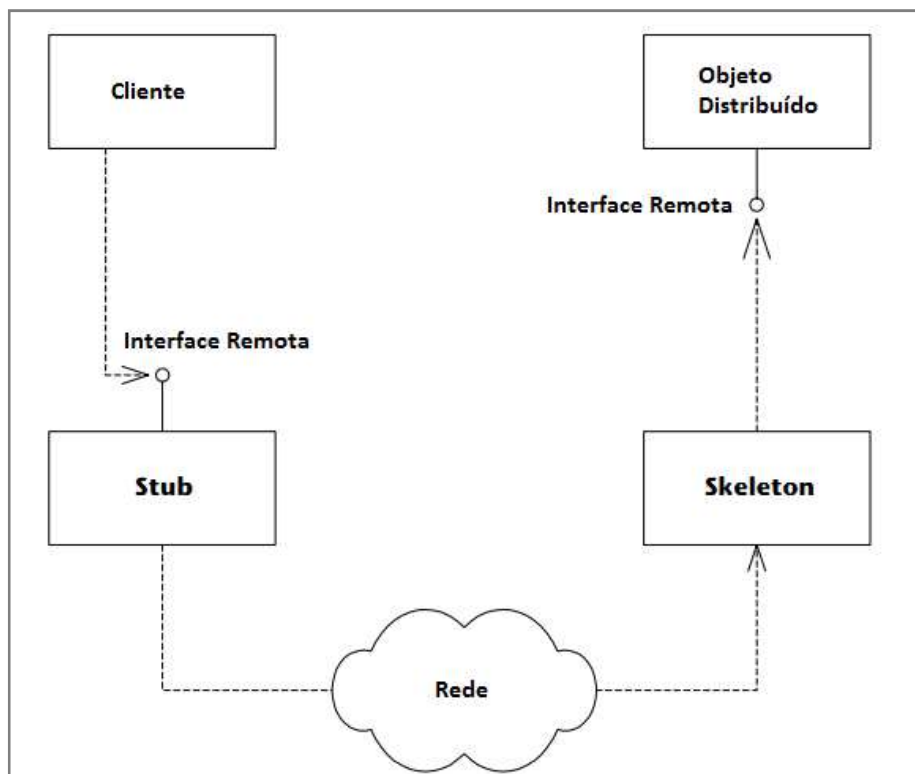 Cliente
Objeto
Distribuído
Interface Remota
Interface Remota
Stub
Skeleton
Rede